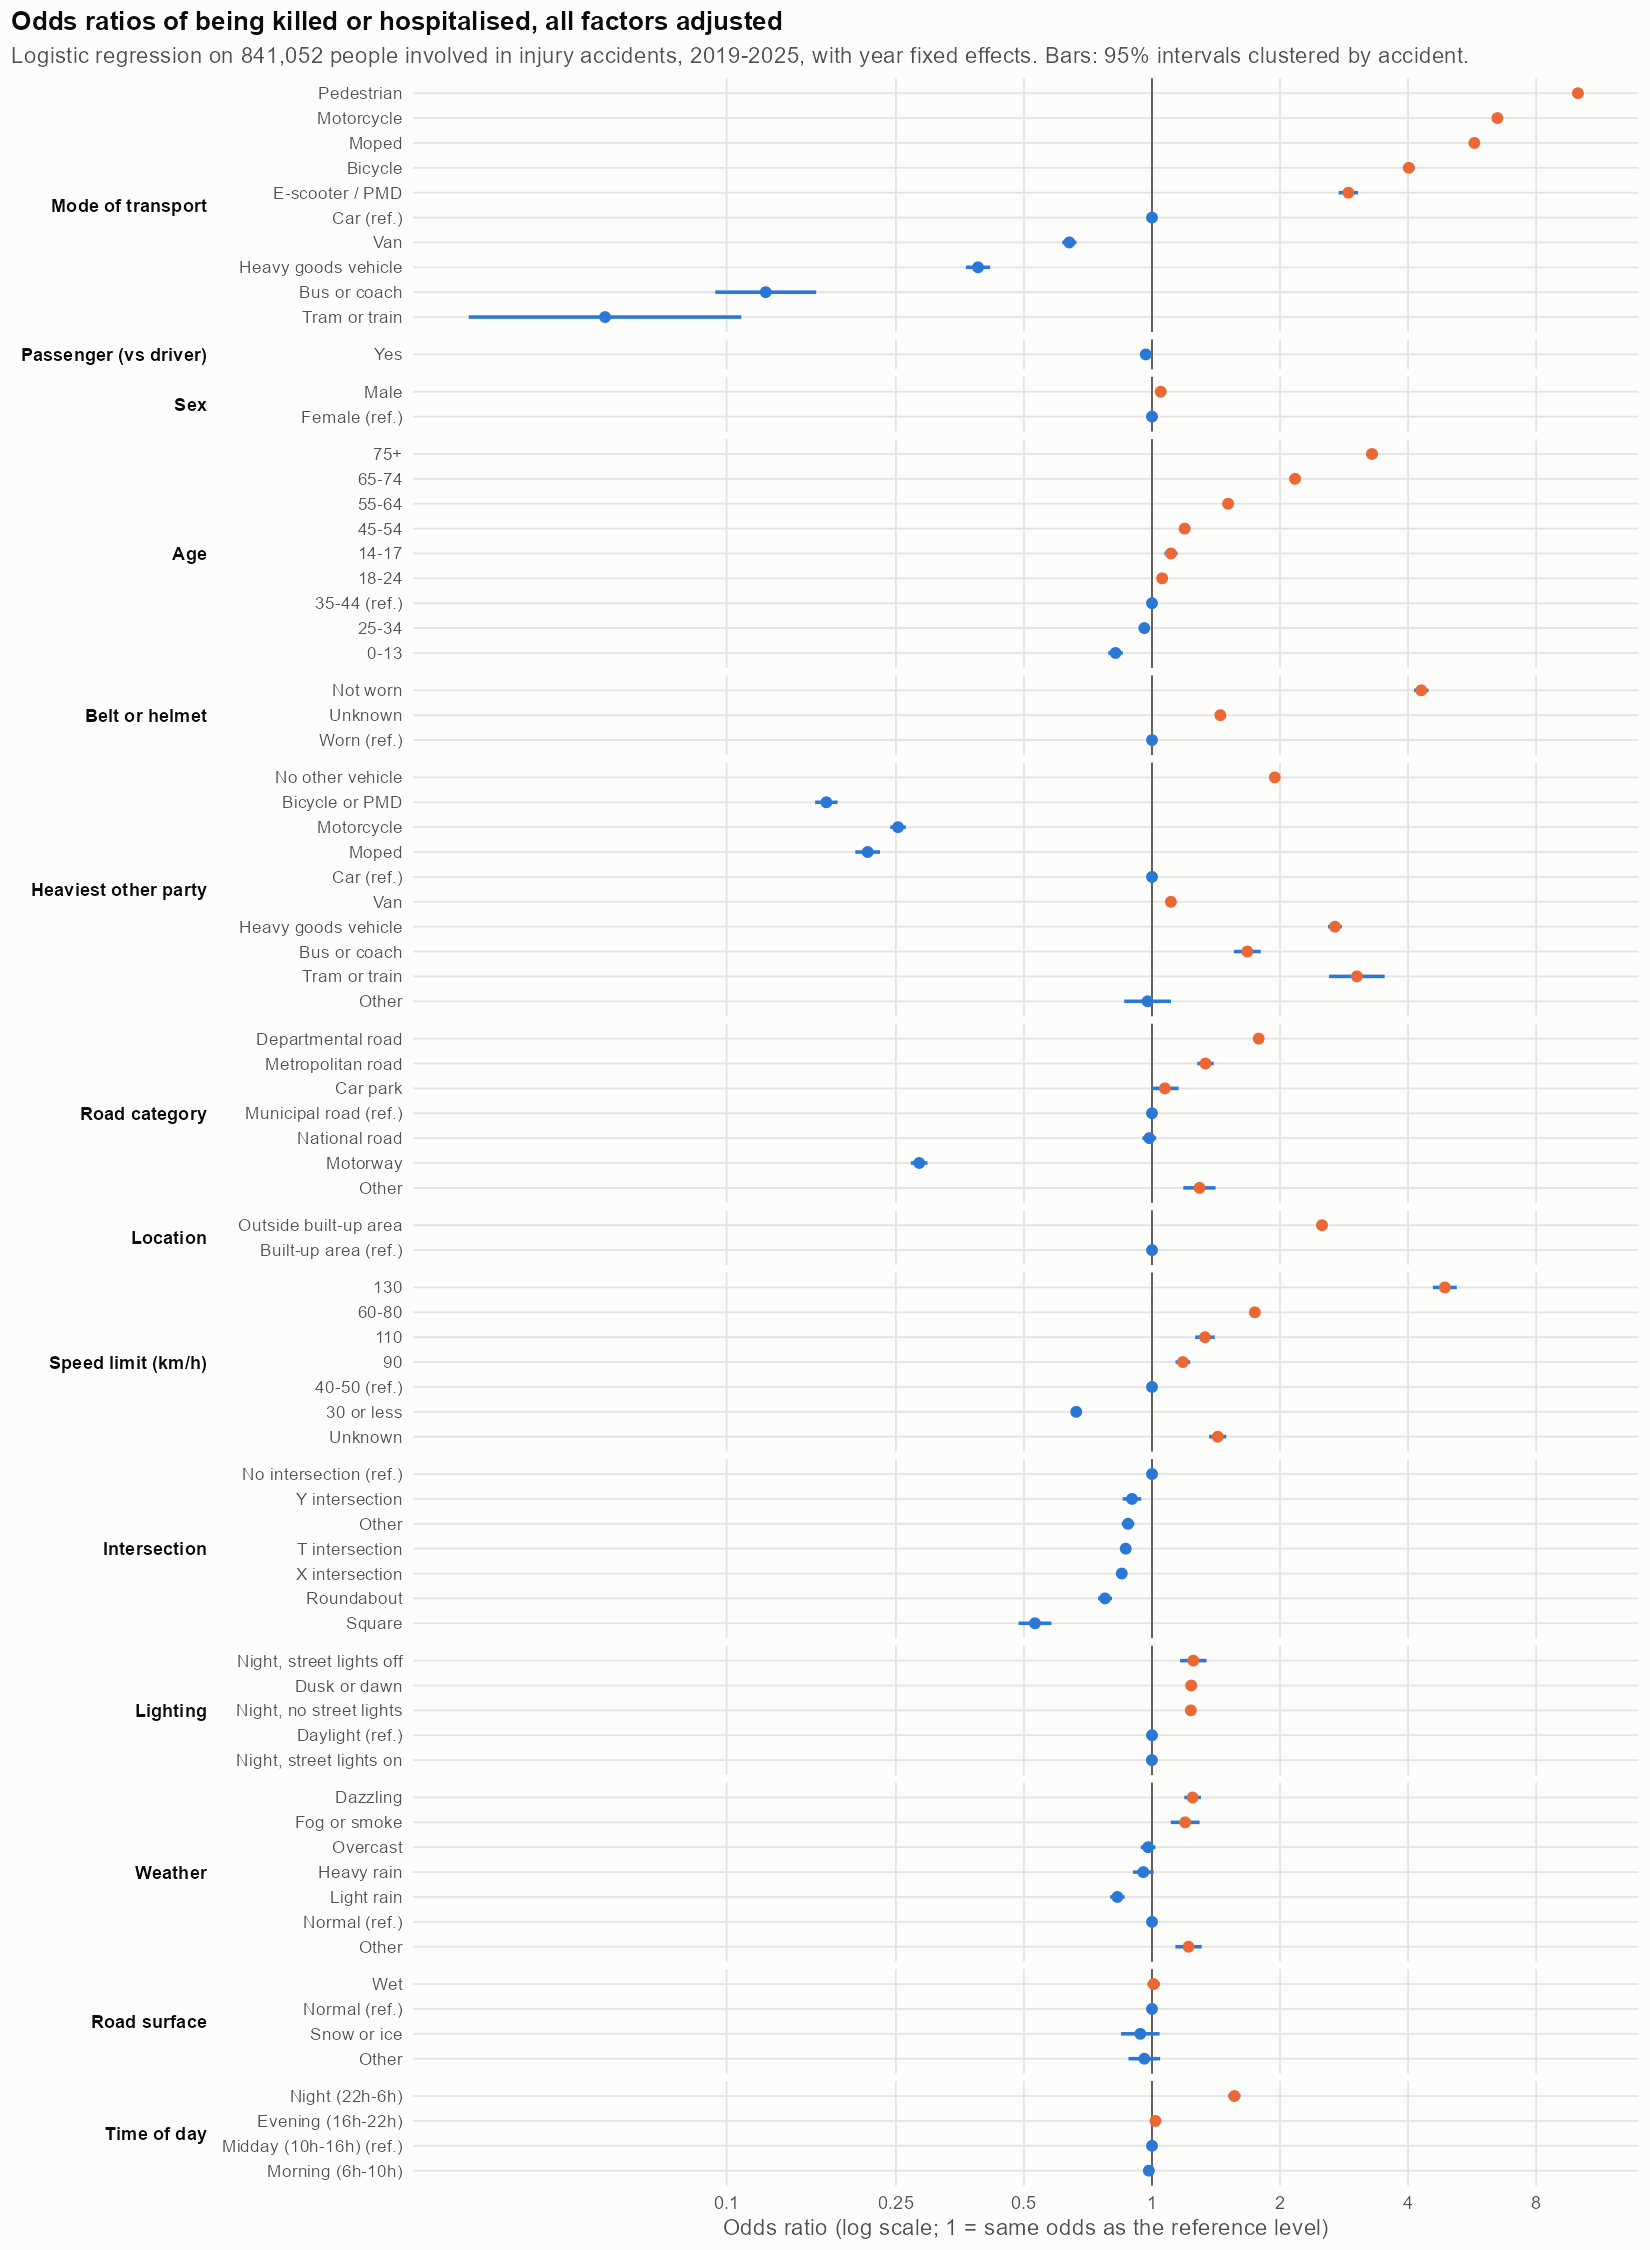 Odds ratios of being killed or hospitalised, all factors adjusted
Logistic regression on 841,052 people involved in injury accidents, 2019-2025, with year fixed effects. Bars: 95% intervals clustered by accident.
Mode of transport
Pedestrian
Motorcycle
Moped
Bicycle
E-scooter / PMD
Car (ref.)
Van
Heavy goods vehicle
Bus or coach
Tram or train
Passenger (vs driver)
Yes
Sex
Male
Female (ref.)
Age
75+
65-74
55-64
45-54
14-17
18-24
35-44 (ref.)
25-34
0-13
Belt or helmet
Not worn
Unknown
Worn (ref.)
Heaviest other party
No other vehicle
Bicycle or PMD
Motorcycle
Moped
Car (ref.)
Van
Heavy goods vehicle
Bus or coach
Tram or train
Other
Road category
Departmental road
Metropolitan road
Car park
Municipal road (ref.)
National road
Motorway
Other
Location
Outside built-up area
Built-up area (ref.)
Speed limit (km/h)
130
60-80
110
90
40-50 (ref.)
30 or less
Unknown
Intersection
No intersection (ref.)
Y intersection
Other
T intersection
X intersection
Roundabout
Square
Lighting
Night, street lights off
Dusk or dawn
Night, no street lights
Daylight (ref.)
Night, street lights on
Weather
Dazzling
Fog or smoke
Overcast
Heavy rain
Light rain
Normal (ref.)
Other
Road surface
Wet
Normal (ref.)
Snow or ice
Other
Time of day
Night (22h-6h)
Evening (16h-22h)
Midday (10h-16h) (ref.)
Morning (6h-10h)
0.1 0.25 0.5 1 2 4 8
Odds ratio (log scale; 1 = same odds as the reference level)